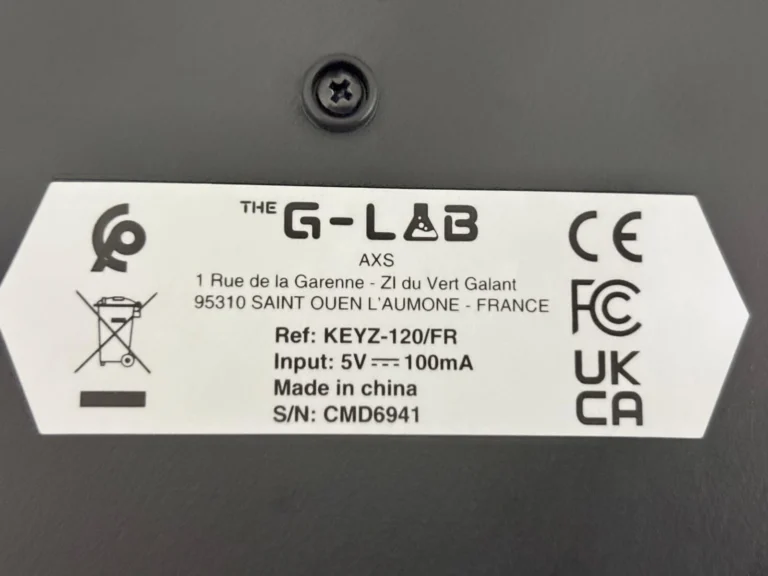 THE G-LAB
AXS
1 Rue de la Garenne - ZI du Vert Galant
95310 SAINT OUEN L'AUMONE - FRANCE
Ref: KEYZ-120/FR
Input: 5V ⎓ 100mA
Made in china
S/N: CMD6941
CE
FC
UK
CA